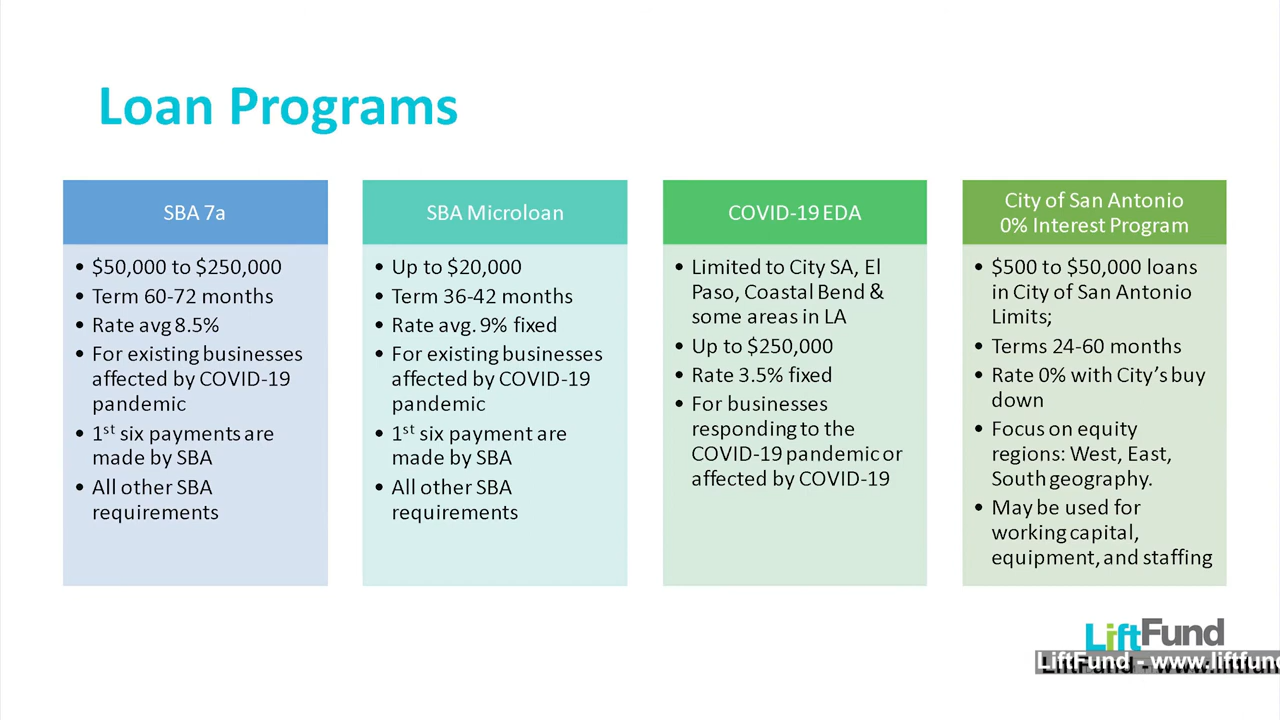 Loan Programs
SBA 7a
• $50,000 to $250,000
• Term 60-72 months
• Rate avg 8.5%
• For existing businesses
affected by COVID-19
pandemic
• 1st six payments are
made by SBA
• All other SBA
requirements
SBA Microloan
• Up to $20,000
• Term 36-42 months
• Rate avg. 9% fixed
• For existing businesses
affected by COVID-19
pandemic
• 1st six payment are
made by SBA
• All other SBA
requirements
COVID-19 EDA
• Limited to City SA, El
Paso, Coastal Bend &
some areas in LA
• Up to $250,000
• Rate 3.5% fixed
• For businesses
responding to the
COVID-19 pandemic or
affected by COVID-19
City of San Antonio
0% Interest Program
• $500 to $50,000 loans
in City of San Antonio
Limits;
• Terms 24-60 months
• Rate 0% with City's buy
down
• Focus on equity
regions: West, East,
South geography.
• May be used for
working capital,
equipment, and staffing
LiftFund
LiftFund - www.liftfund